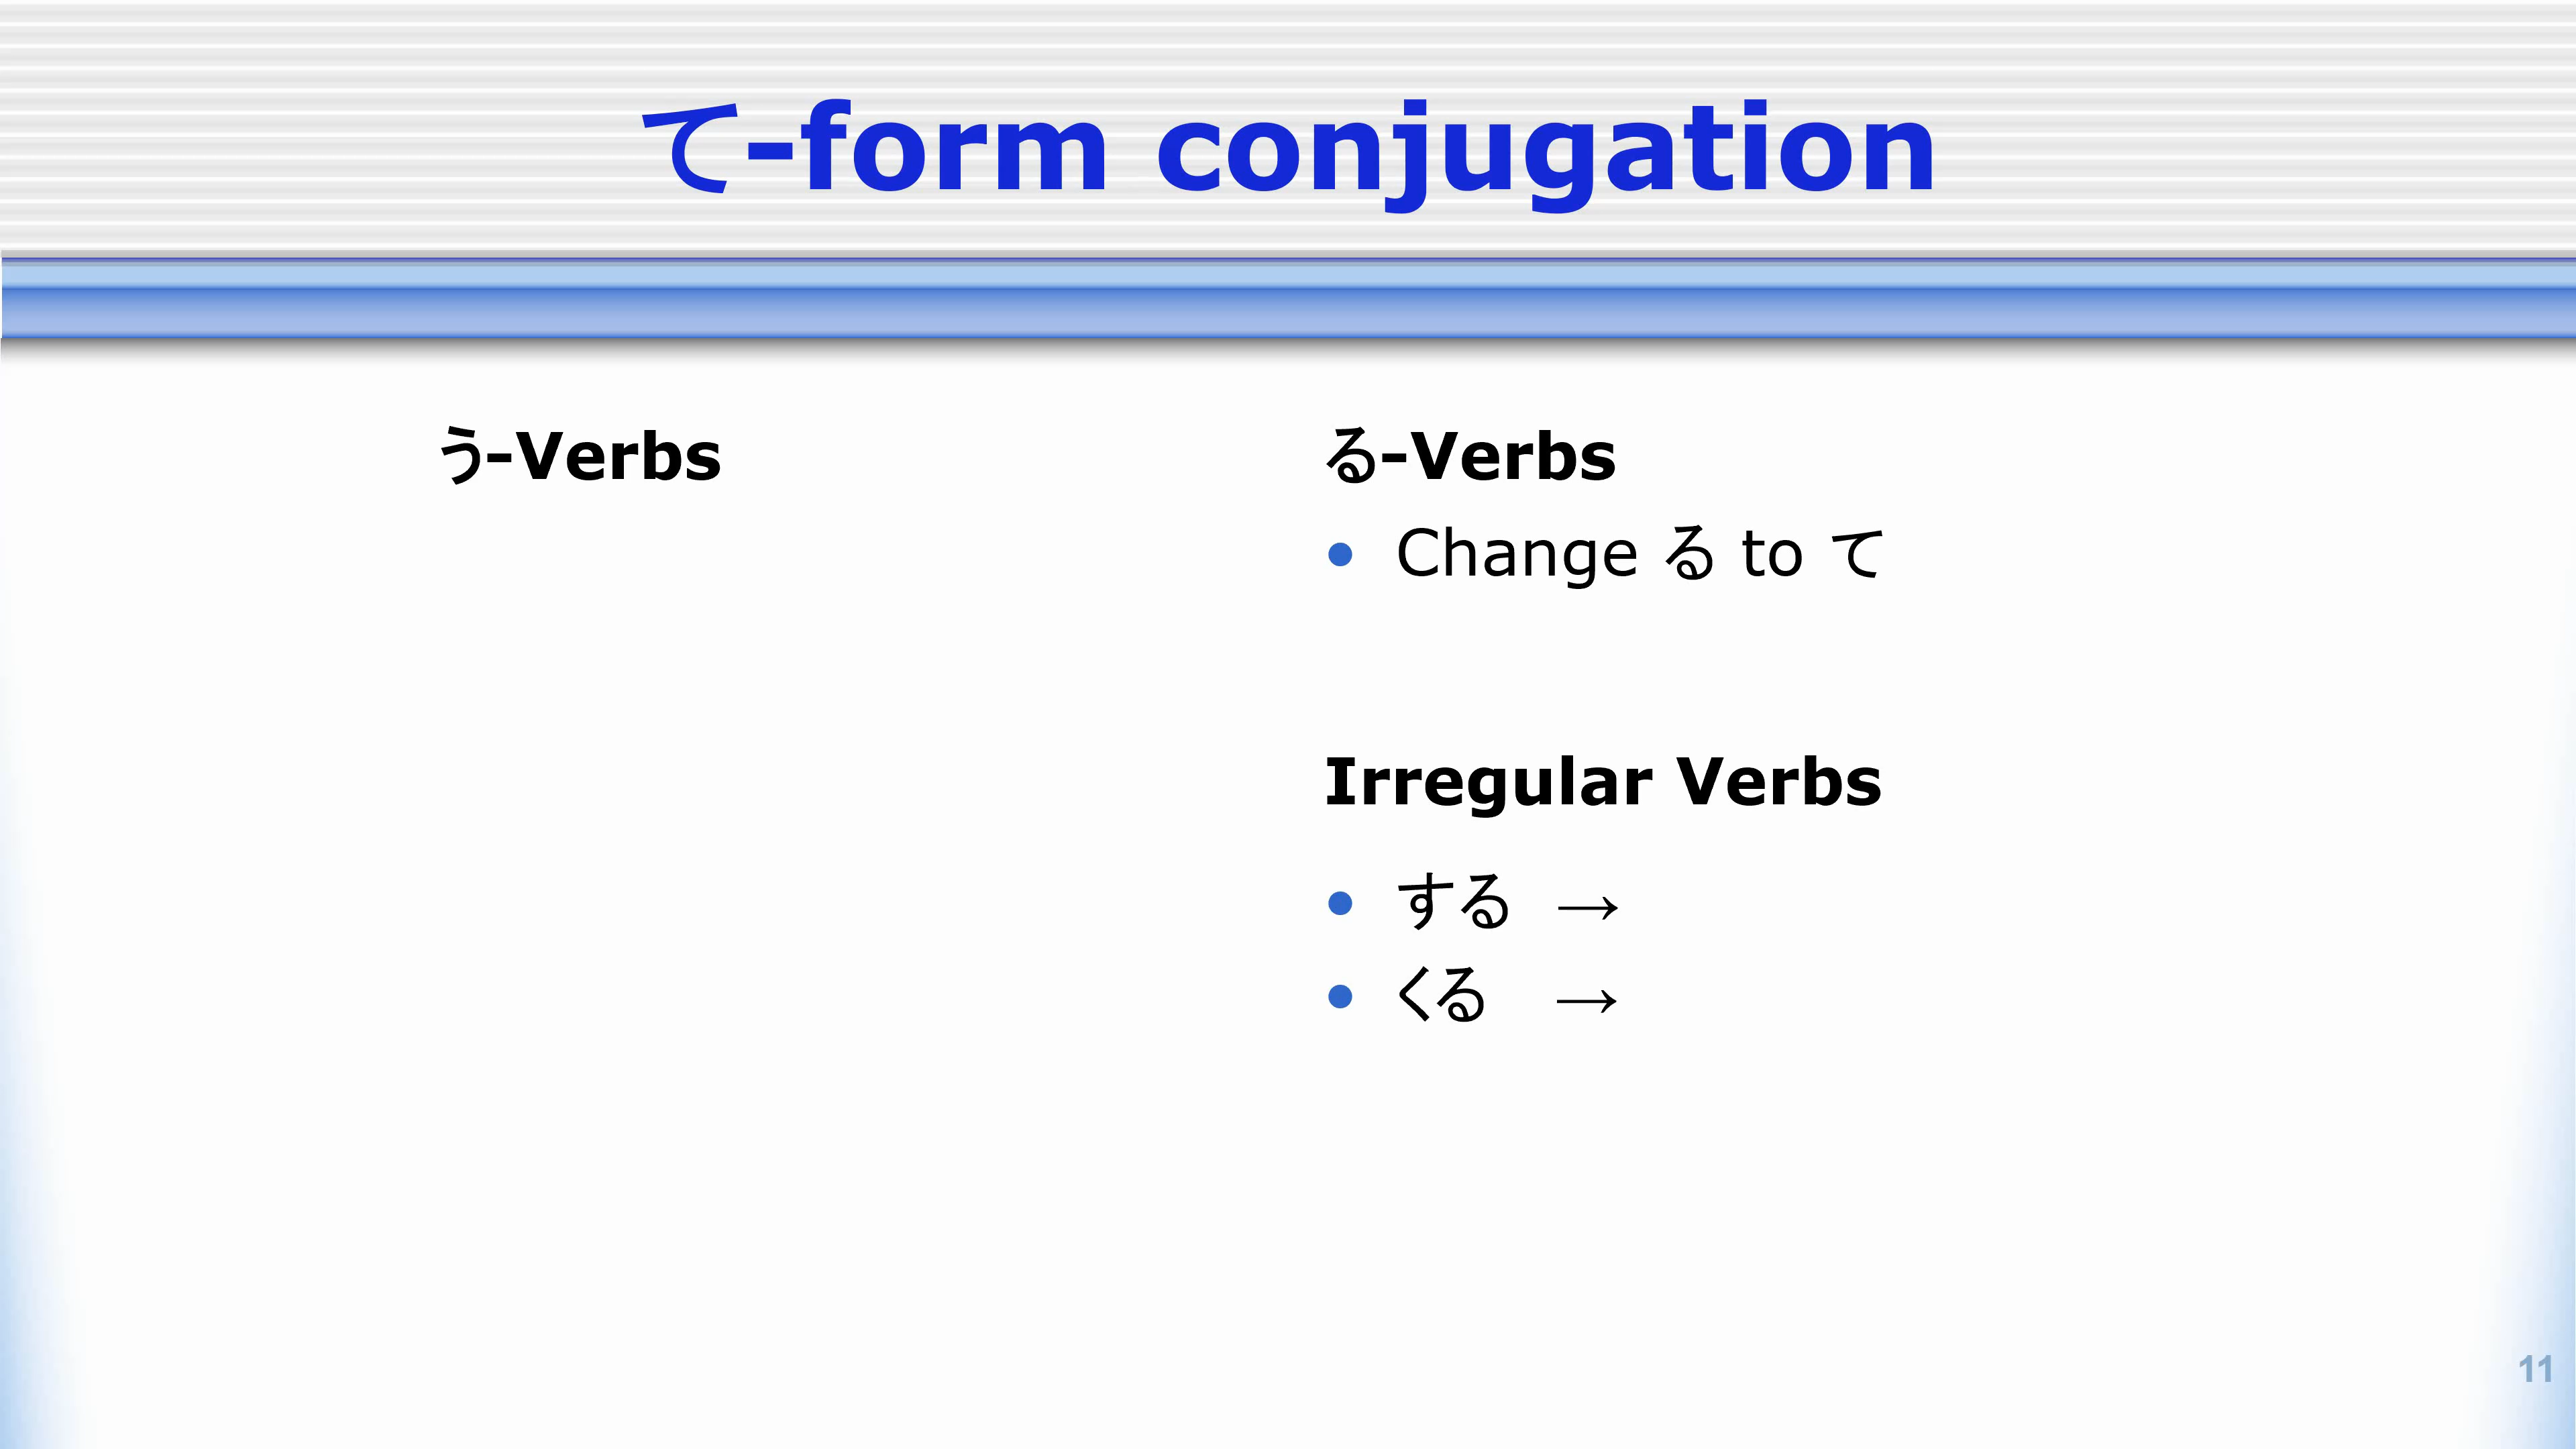 て-form conjugation
う-Verbs
る-Verbs
• Change る to て
Irregular Verbs
• する →
• くる →
11